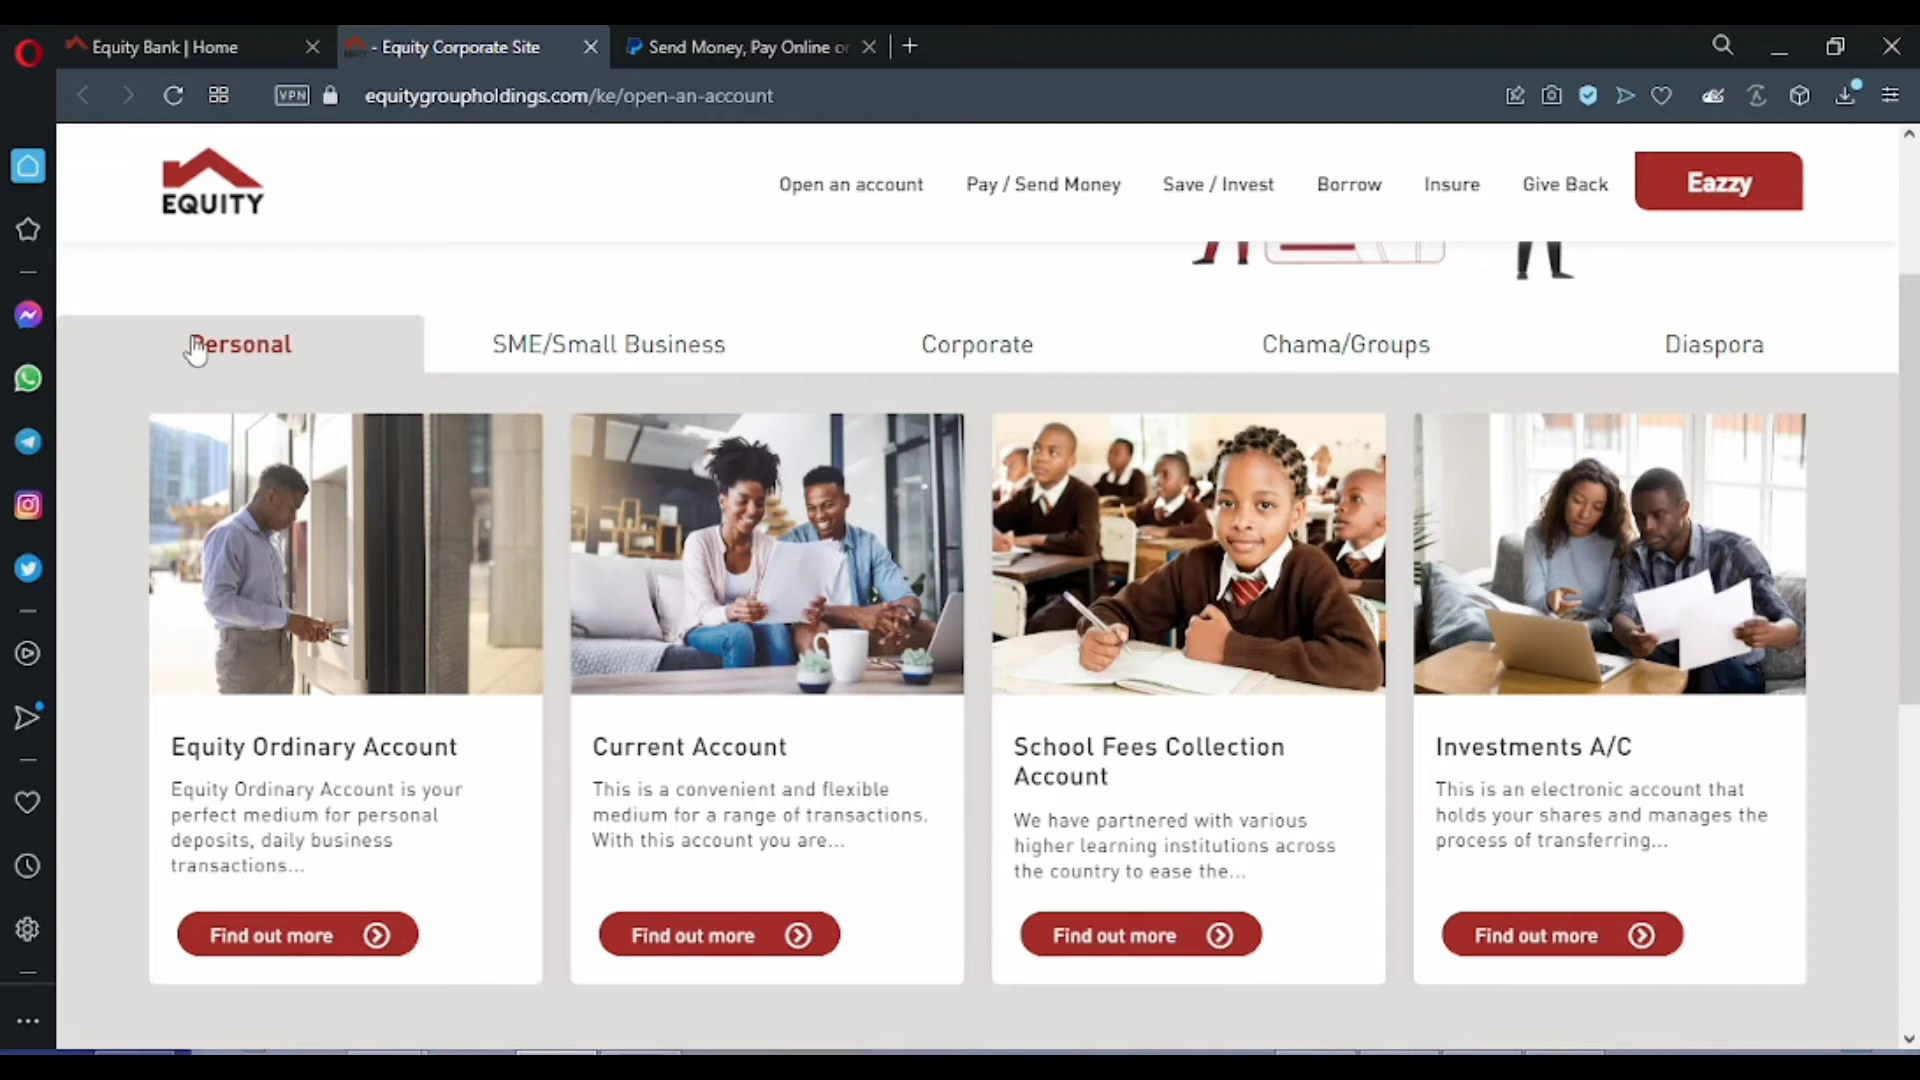 Equity Bank | Home
- Equity Corporate Site
Send Money, Pay Online or
VPN
equitygroupholdings.com/ke/open-an-account
EQUITY
Open an account
Pay / Send Money
Save / Invest
Borrow
Insure
Give Back
Eazzy
Personal
SME/Small Business
Corporate
Chama/Groups
Diaspora
Equity Ordinary Account
Equity Ordinary Account is your
perfect medium for personal
deposits, daily business
transactions...
Find out more
Current Account
This is a convenient and flexible
medium for a range of transactions.
With this account you are...
Find out more
School Fees Collection
Account
We have partnered with various
higher learning institutions across
the country to ease the...
Find out more
Investments A/C
This is an electronic account that
holds your shares and manages the
process of transferring...
Find out more